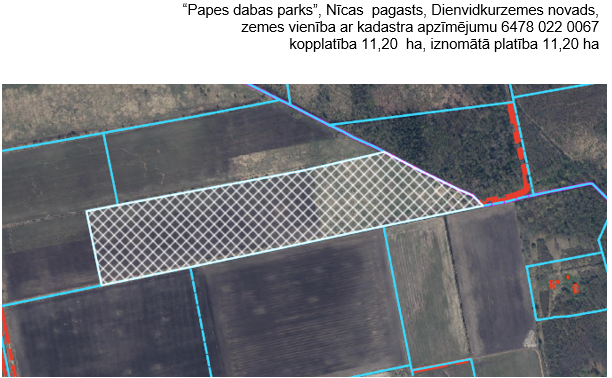 “Papes dabas parks”, Nīcas  pagasts, Dienvidkurzemes novads,
zemes vienība ar kadastra apzīmējumu 6478 022 0067
kopplatība 11,20  ha, iznomātā platība 11,20 ha